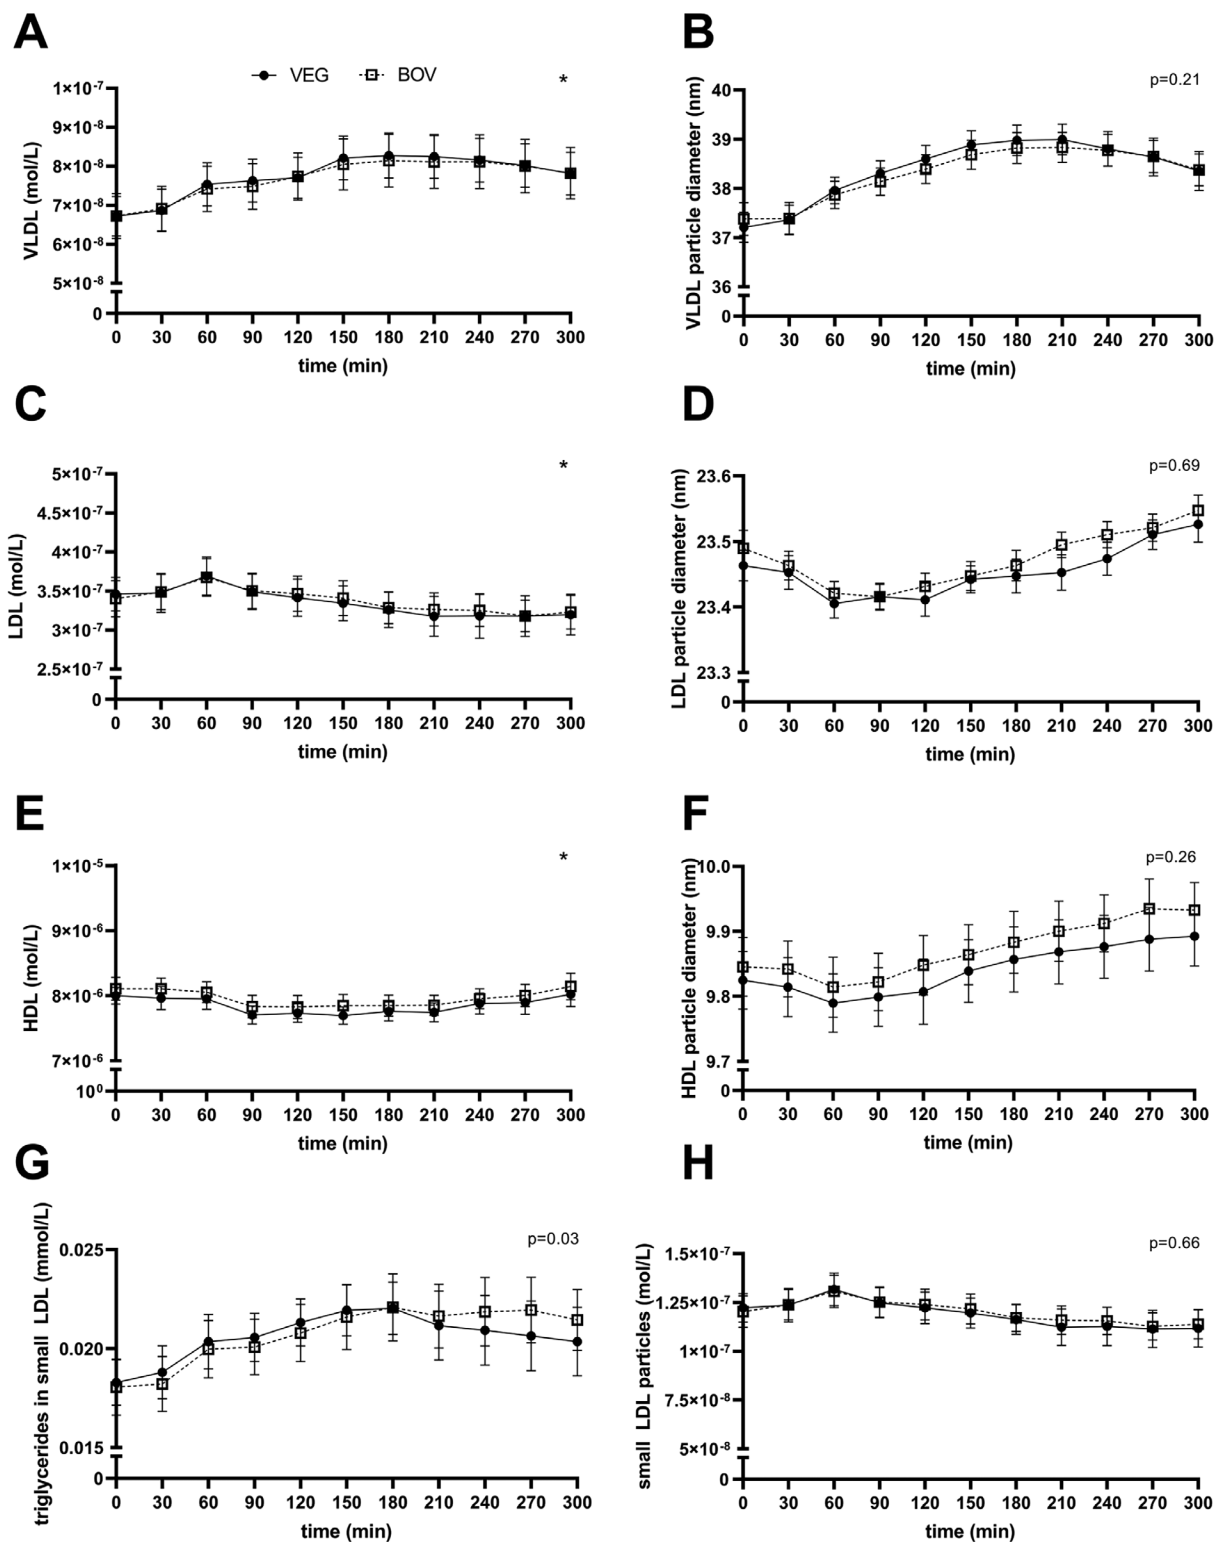 A
VEG BOV
*
VLDL (mol/L)
1×10⁻⁷
9×10⁻⁸
8×10⁻⁸
7×10⁻⁸
6×10⁻⁸
5×10⁻⁸
0
0 30 60 90 120 150 180 210 240 270 300
time (min)
B
p=0.21
VLDL particle diameter (nm)
40
39
38
37
36
0
0 30 60 90 120 150 180 210 240 270 300
time (min)
C
*
LDL (mol/L)
5×10⁻⁷
4.5×10⁻⁷
4×10⁻⁷
3.5×10⁻⁷
3×10⁻⁷
2.5×10⁻⁷
0
0 30 60 90 120 150 180 210 240 270 300
time (min)
D
p=0.69
LDL particle diameter (nm)
23.6
23.5
23.4
23.3
0
0 30 60 90 120 150 180 210 240 270 300
time (min)
E
*
HDL (mol/L)
1×10⁻⁵
9×10⁻⁶
8×10⁻⁶
7×10⁻⁶
10⁰
0 30 60 90 120 150 180 210 240 270 300
time (min)
F
p=0.26
HDL particle diameter (nm)
10.0
9.9
9.8
9.7
0
0 30 60 90 120 150 180 210 240 270 300
time (min)
G
p=0.03
triglycerides in small LDL (mmol/L)
0.025
0.020
0.015
0
0 30 60 90 120 150 180 210 240 270 300
time (min)
H
p=0.66
small LDL particles (mol/L)
1.5×10⁻⁷
1.25×10⁻⁷
1×10⁻⁷
7.5×10⁻⁸
5×10⁻⁸
0
0 30 60 90 120 150 180 210 240 270 300
time (min)